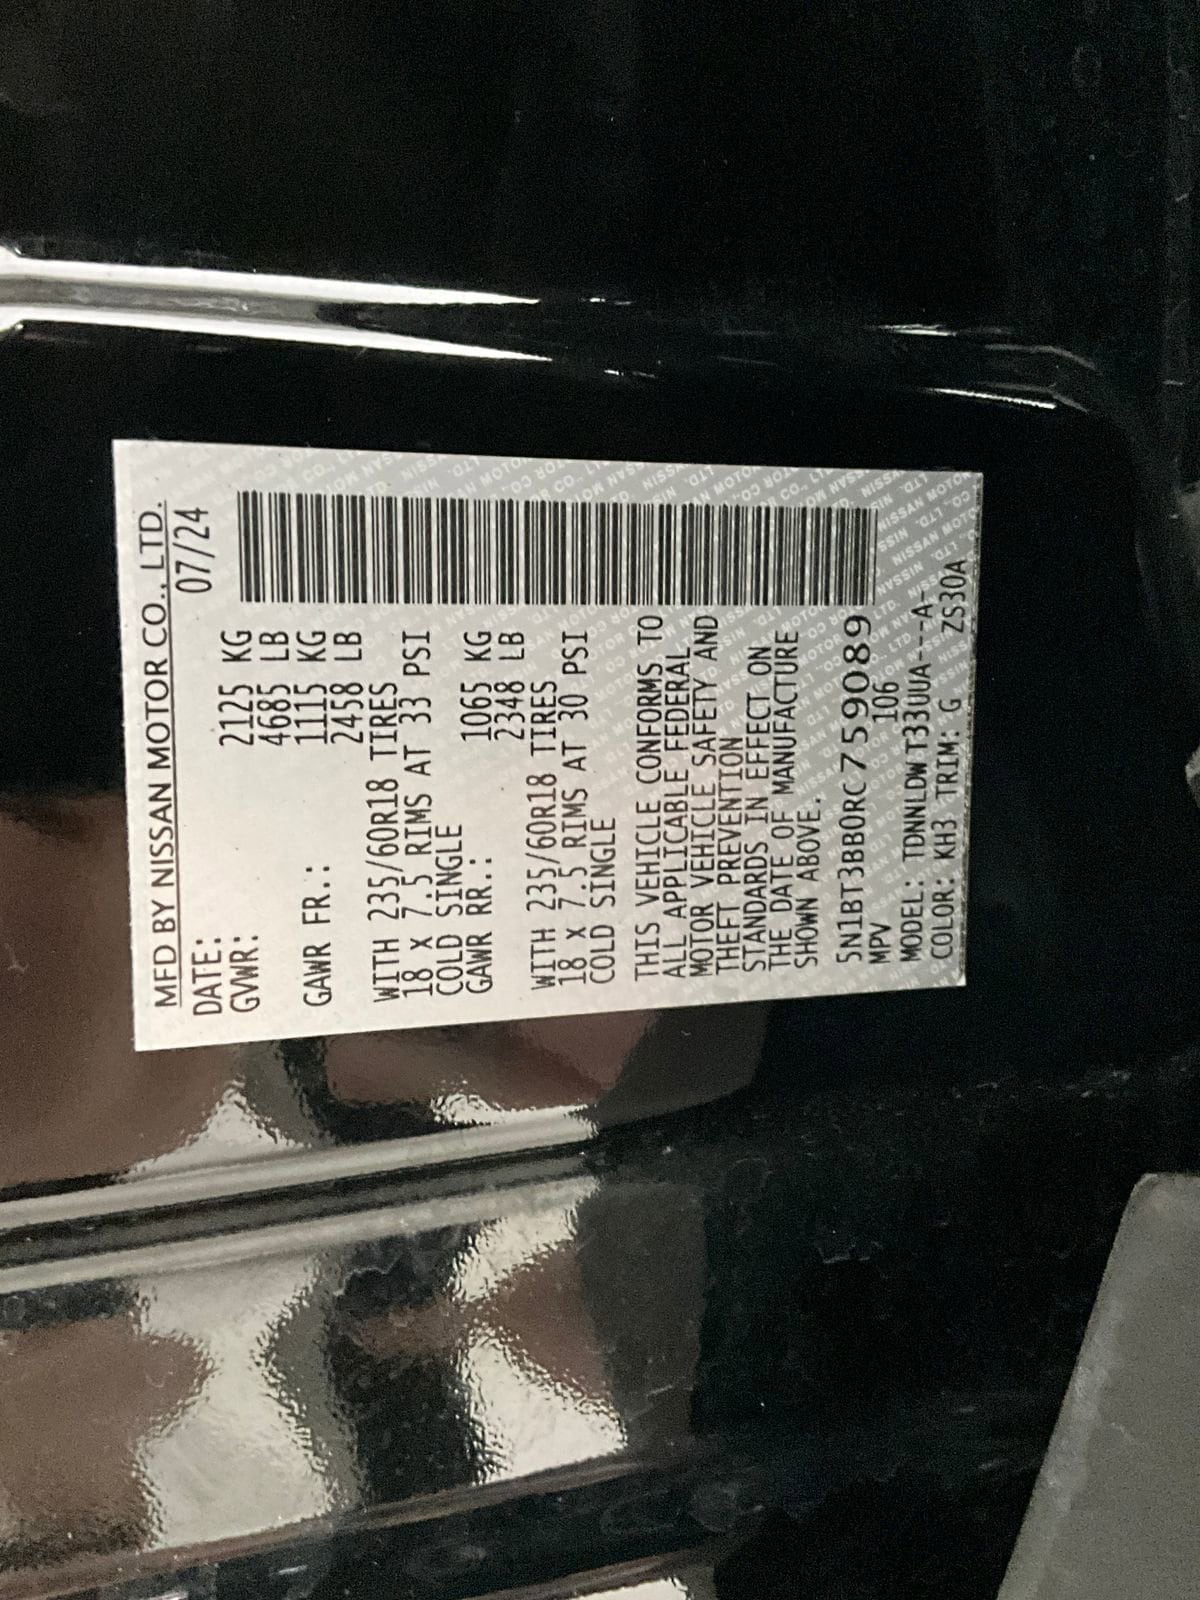 MFD BY NISSAN MOTOR CO., LTD.
DATE: 07/24
GVWR: 2125 KG
4685 LB
GAWR FR.: 1115 KG
2458 LB
WITH 235/60R18 TIRES
18 x 7.5 RIMS AT 33 PSI
COLD SINGLE
GAWR RR.: 1065 KG
2348 LB
WITH 235/60R18 TIRES
18 x 7.5 RIMS AT 30 PSI
COLD SINGLE
THIS VEHICLE CONFORMS TO
ALL APPLICABLE FEDERAL
MOTOR VEHICLE SAFETY AND
THEFT PREVENTION
STANDARDS IN EFFECT ON
THE DATE OF MANUFACTURE
SHOWN ABOVE.
5N1BT3BB0RC759089
MPV 106
MODEL: TDNNLDWT33UUA---A-
COLOR: KH3 TRIM: G ZS30A